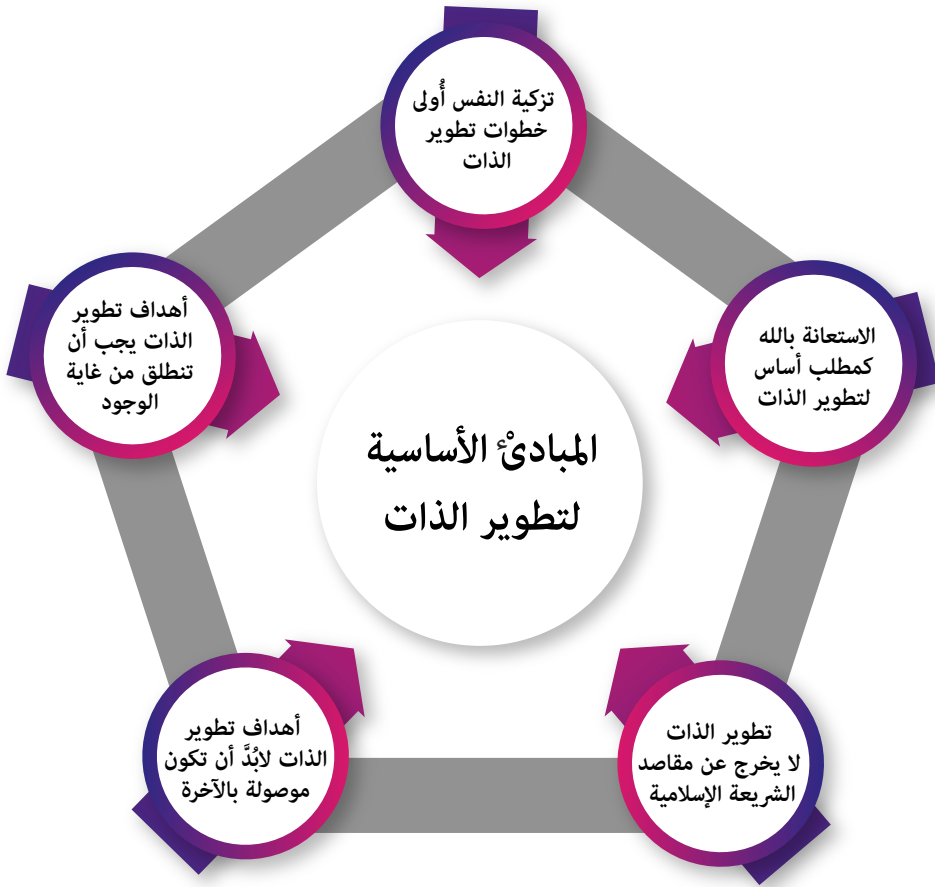 تزكية النفس أُولى
خطوات تطوير
الذات
الاستعانة بالله
كمطلب أساس
لتطوير الذات
أهداف تطوير
الذات يجب أن
تنطلق من غاية
الوجود
المبادئْ الأساسية
لتطوير الذات
تطوير الذات
لا يخرج عن مقاصد
الشريعة الإسلامية
أهداف تطوير
الذات لابُدَّ أن تكون
موصولة بالآخرة